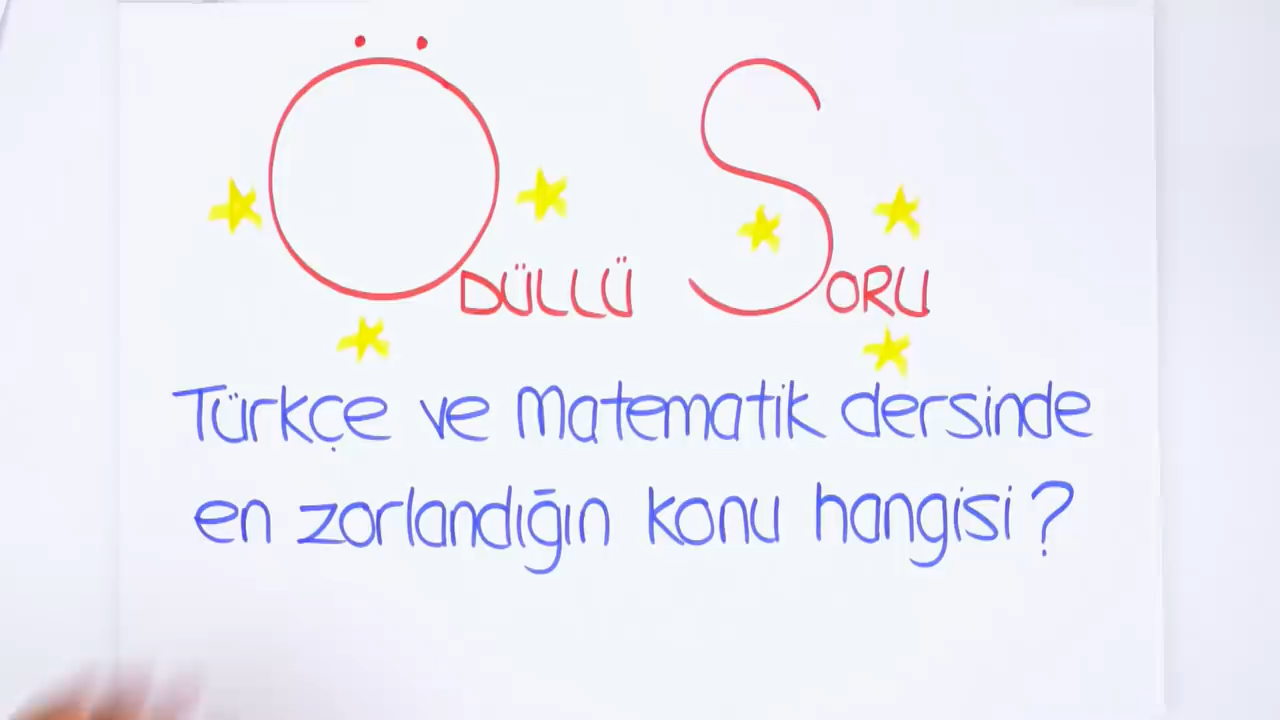 ÖDÜLLÜ SORU
Türkçe ve Matematik dersinde
en zorlandığın konu hangisi?